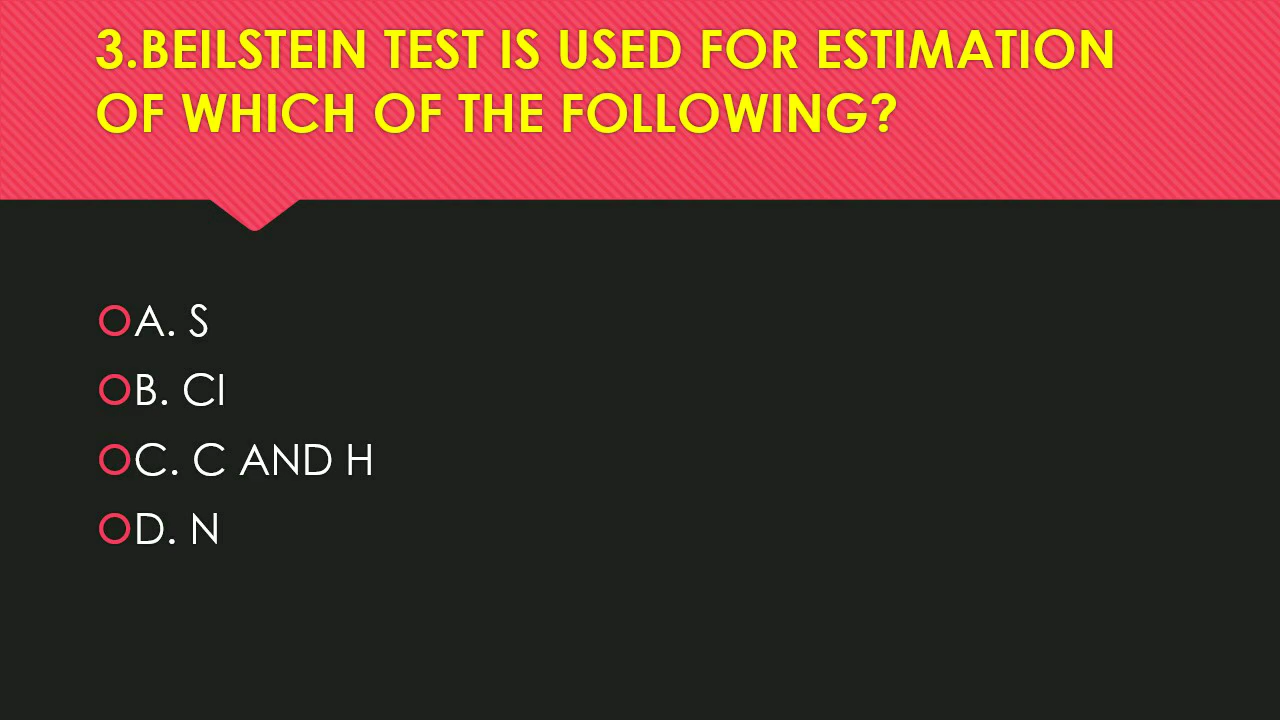 3.BEILSTEIN TEST IS USED FOR ESTIMATION
OF WHICH OF THE FOLLOWING?
A. S
B. Cl
C. C AND H
D. N